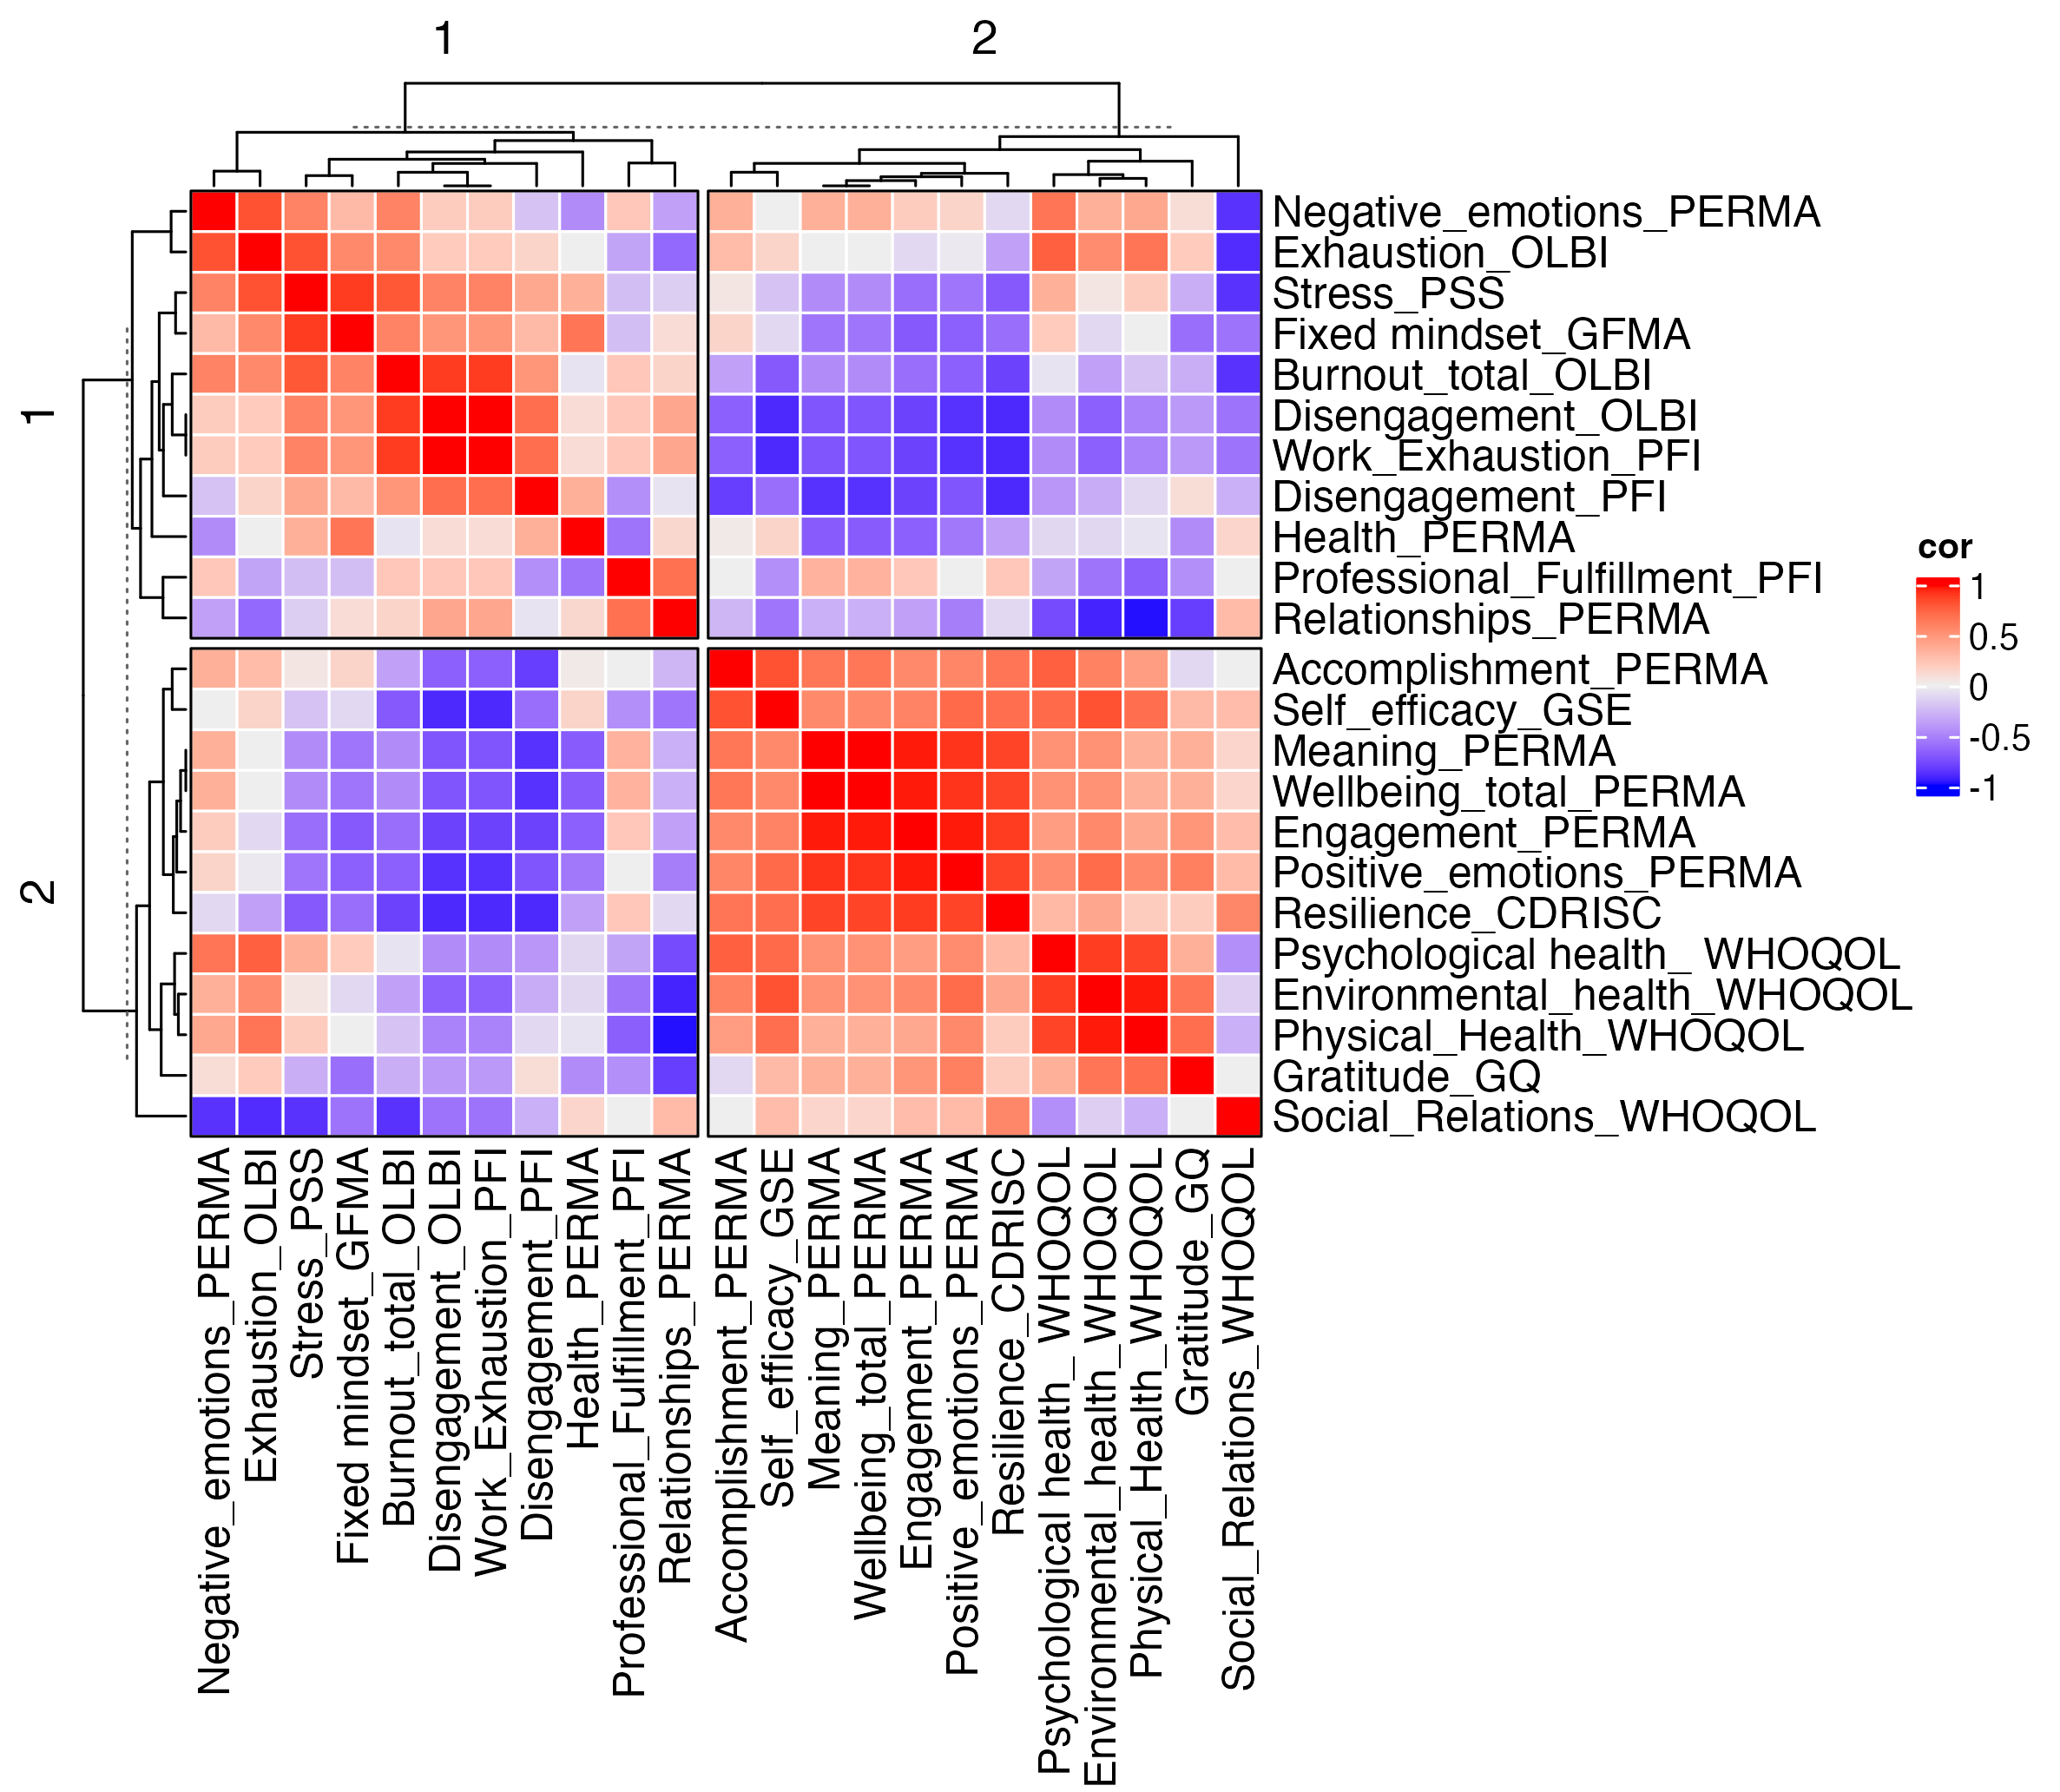 1 2
Negative_emotions_PERMA
Exhaustion_OLBI
Stress_PSS
Fixed mindset_GFMA
Burnout_total_OLBI
Disengagement_OLBI
Work_Exhaustion_PFI
Disengagement_PFI
Health_PERMA
Professional_Fulfillment_PFI
Relationships_PERMA
Accomplishment_PERMA
Self_efficacy_GSE
Meaning_PERMA
Wellbeing_total_PERMA
Engagement_PERMA
Positive_emotions_PERMA
Resilience_CDRISC
Psychological health_ WHOQOL
Environmental_health_WHOQOL
Physical_Health_WHOQOL
Gratitude_GQ
Social_Relations_WHOQOL
1
2
cor
1
0.5
0
-0.5
-1
Negative_emotions_PERMA
Exhaustion_OLBI
Stress_PSS
Fixed mindset_GFMA
Burnout_total_OLBI
Disengagement_OLBI
Work_Exhaustion_PFI
Disengagement_PFI
Health_PERMA
Professional_Fulfillment_PFI
Relationships_PERMA
Accomplishment_PERMA
Self_efficacy_GSE
Meaning_PERMA
Wellbeing_total_PERMA
Engagement_PERMA
Positive_emotions_PERMA
Resilience_CDRISC
Psychological health_ WHOQOL
Environmental_health_WHOQOL
Physical_Health_WHOQOL
Gratitude_GQ
Social_Relations_WHOQOL